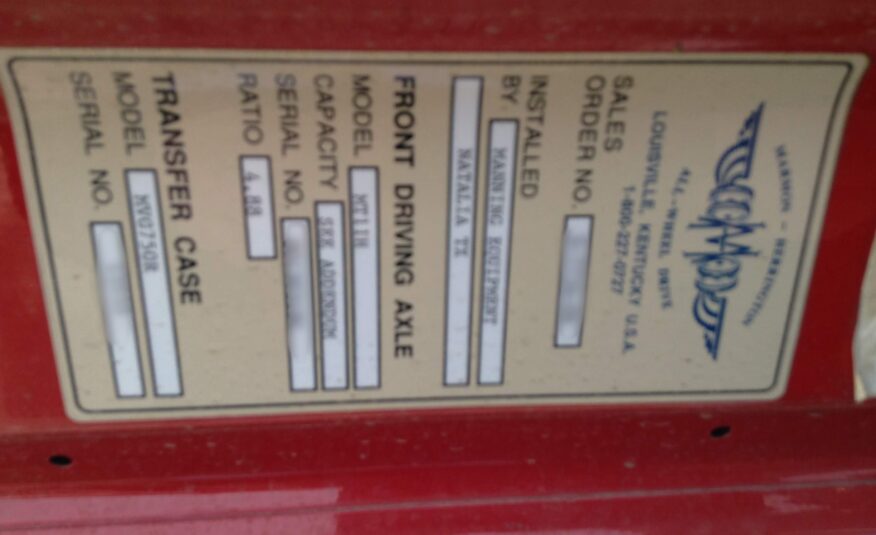 MARMON - HERRINGTON
ALL-WHEEL DRIVE
LOUISVILLE, KENTUCKY U.S.A.
1-800-227-0727
SALES
ORDER NO.
INSTALLED
BY. MANNING EQUIPMENT
NATALIA TX
FRONT DRIVING AXLE
MODEL MT11H
CAPACITY SEE ADDENDUM
SERIAL NO.
RATIO 4.88
TRANSFER CASE
MODEL MVG750R
SERIAL NO.